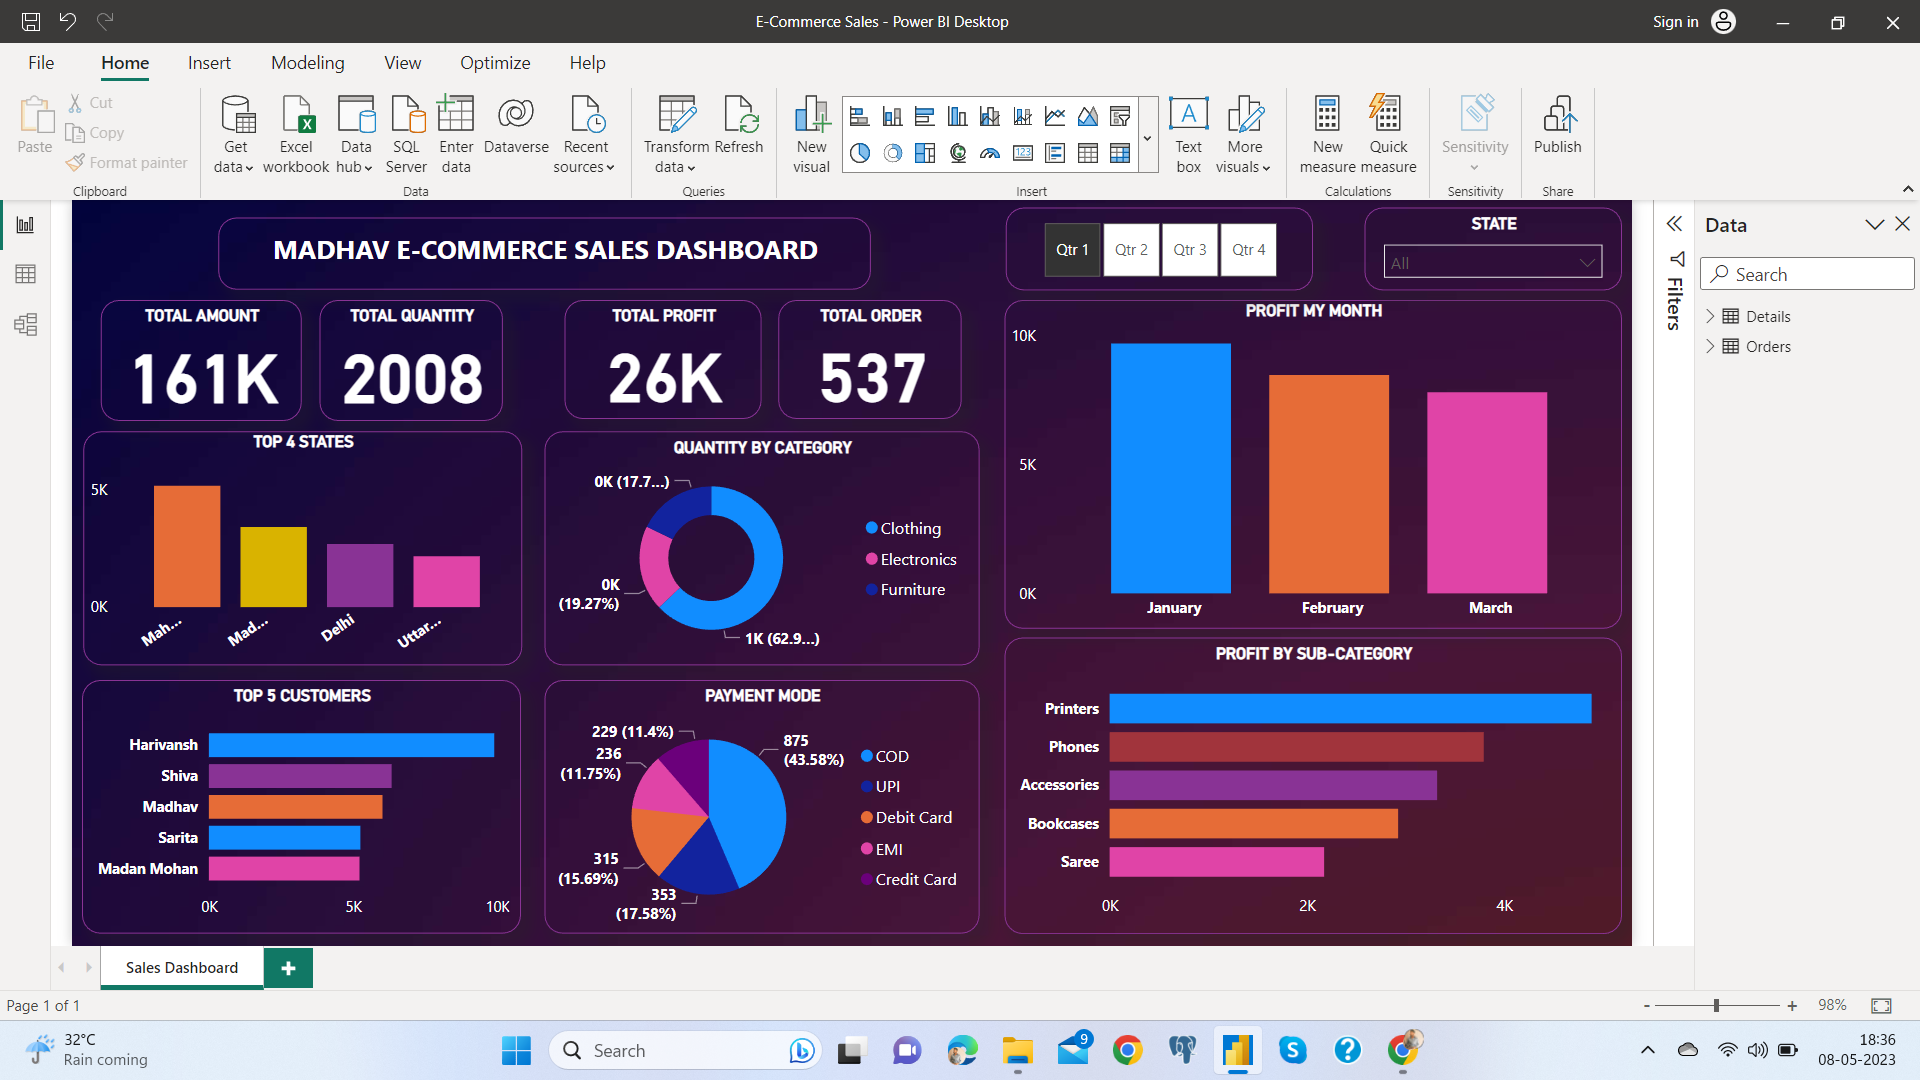 E-Commerce Sales - Power BI Desktop
Sign in
File Home Insert Modeling View Optimize Help
Paste
Cut
Copy
Format painter
Clipboard
Get data
Excel workbook
Data hub
SQL Server
Enter data
Dataverse
Recent sources
Data
Transform data
Refresh
Queries
New visual
123
Insert
A
Text box
More visuals
New measure
Quick measure
Calculations
Sensitivity
Sensitivity
Publish
Share
MADHAV E-COMMERCE SALES DASHBOARD
Qtr 1 Qtr 2 Qtr 3 Qtr 4
STATE
All
TOTAL AMOUNT
161K
TOTAL QUANTITY
2008
TOTAL PROFIT
26K
TOTAL ORDER
537
TOP 4 STATES
5K
0K
Mah...
Mad...
Delhi
Uttar...
QUANTITY BY CATEGORY
0K (17.7...)
0K
(19.27%)
1K (62.9...)
Clothing
Electronics
Furniture
PROFIT MY MONTH
10K
5K
0K
January February March
TOP 5 CUSTOMERS
Harivansh
Shiva
Madhav
Sarita
Madan Mohan
0K 5K 10K
PAYMENT MODE
229 (11.4%)
236
(11.75%)
315
(15.69%)
353
(17.58%)
875
(43.58%)
COD
UPI
Debit Card
EMI
Credit Card
PROFIT BY SUB-CATEGORY
Printers
Phones
Accessories
Bookcases
Saree
0K 2K 4K
Filters
Data
Search
Details
Orders
Sales Dashboard
Page 1 of 1
- + 98%
32°C
Rain coming
Search
9
18:36
08-05-2023